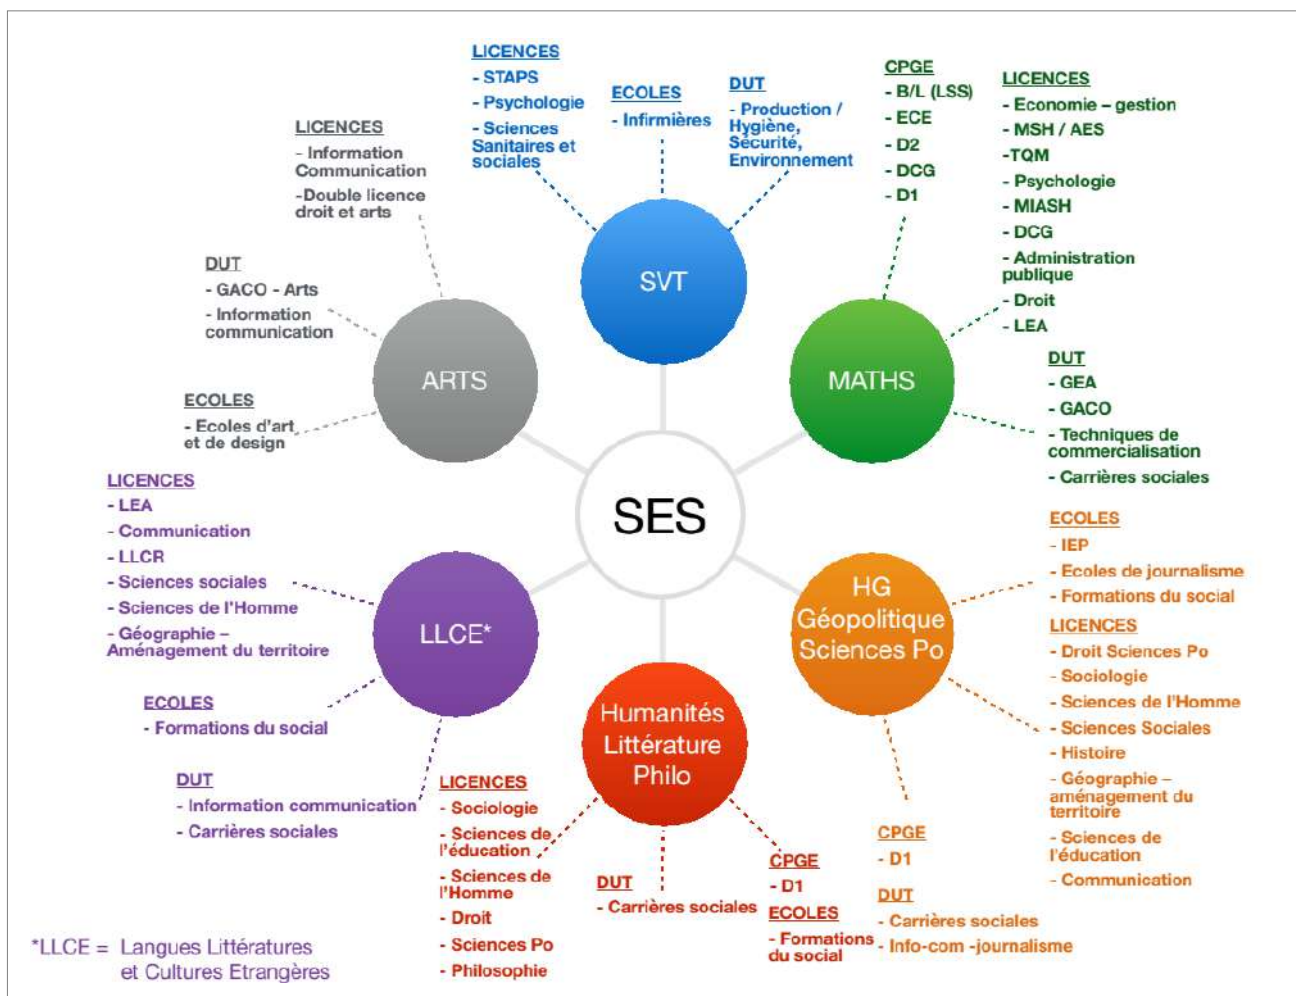 LICENCES
- STAPS
- Psychologie
- Sciences
Sanitaires et
sociales
ECOLES
- Infirmières
DUT
- Production /
Hygiène,
Sécurité,
Environnement
SVT
CPGE
- B/L (LSS)
- ECE
- D2
- DCG
- D1
LICENCES
- Economie – gestion
- MSH / AES
-TQM
- Psychologie
- MIASH
- DCG
- Administration
publique
- Droit
- LEA
DUT
- GEA
- GACO
- Techniques de
commercialisation
- Carrières sociales
MATHS
LICENCES
- Information
Communication
-Double licence
droit et arts
DUT
- GACO - Arts
- Information
communication
ECOLES
- Ecoles d'art
et de design
ARTS
SES
LICENCES
- LEA
- Communication
- LLCR
- Sciences sociales
- Sciences de l'Homme
- Géographie –
Aménagement du territoire
ECOLES
- Formations du social
DUT
- Information communication
- Carrières sociales
LLCE*
HG
Géopolitique
Sciences Po
ECOLES
- IEP
- Ecoles de journalisme
- Formations du social
LICENCES
- Droit Sciences Po
- Sociologie
- Sciences de l'Homme
- Sciences Sociales
- Histoire
- Géographie –
aménagement du
territoire
- Sciences de
l'éducation
- Communication
CPGE
- D1
DUT
- Carrières sociales
- Info-com -journalisme
Humanités
Littérature
Philo
LICENCES
- Sociologie
- Sciences de
l'éducation
- Sciences de
l'Homme
- Droit
- Sciences Po
- Philosophie
DUT
- Carrières sociales
CPGE
- D1
ECOLES
- Formations
du social
*LLCE = Langues Littératures
et Cultures Etrangères